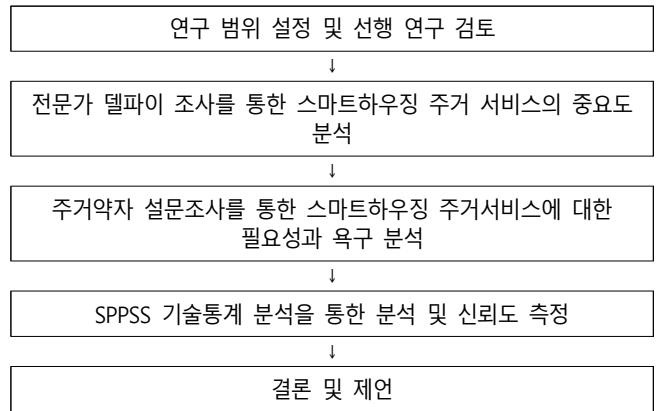 연구 범위 설정 및 선행 연구 검토
↓
전문가 델파이 조사를 통한 스마트하우징 주거 서비스의 중요도
분석
↓
주거약자 설문조사를 통한 스마트하우징 주거서비스에 대한
필요성과 욕구 분석
↓
SPPSS 기술통계 분석을 통한 분석 및 신뢰도 측정
↓
결론 및 제언